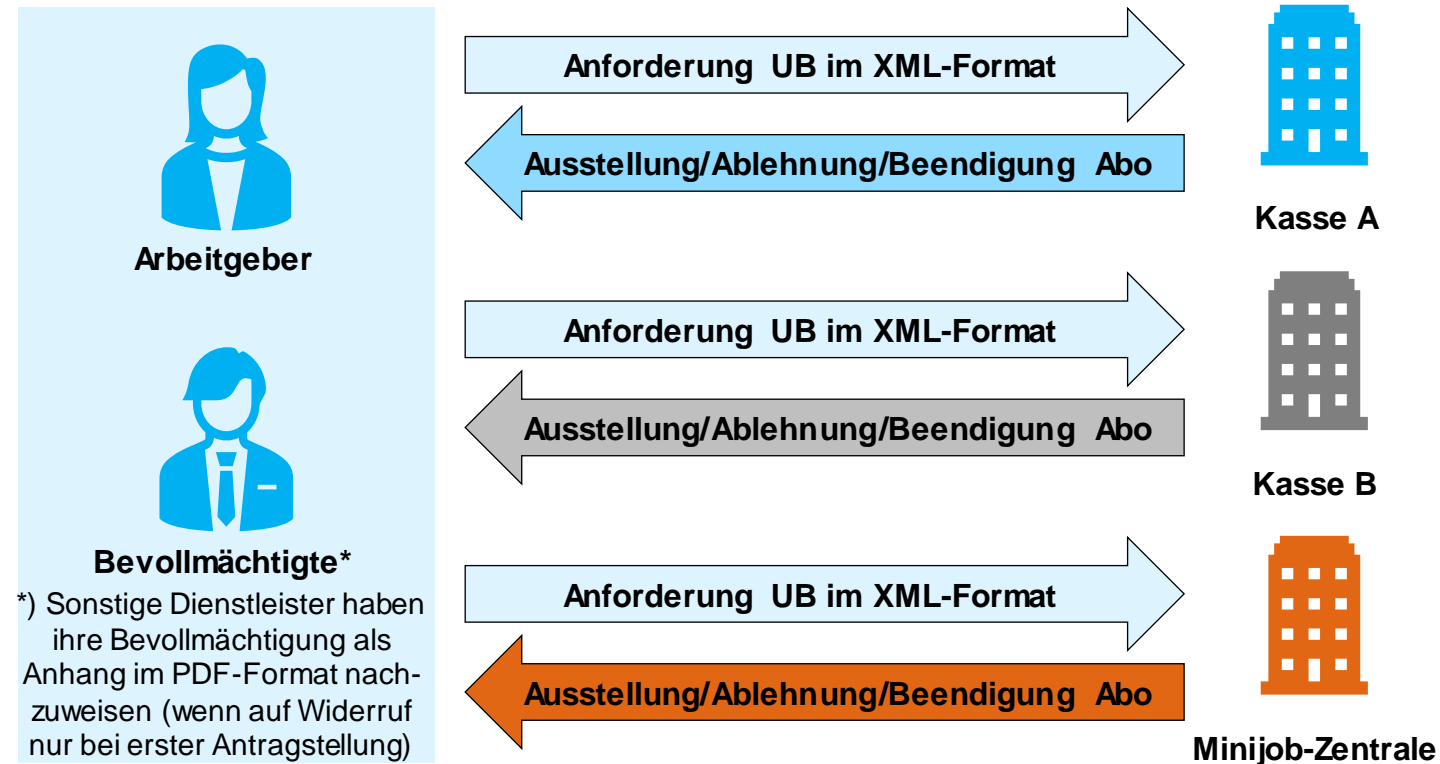 Anforderung UB im XML-Format
Ausstellung/Ablehnung/Beendigung Abo
Kasse A
Arbeitgeber
Anforderung UB im XML-Format
Ausstellung/Ablehnung/Beendigung Abo
Kasse B
Bevollmächtigte*
*) Sonstige Dienstleister haben
ihre Bevollmächtigung als
Anhang im PDF-Format nach-
zuweisen (wenn auf Widerruf
nur bei erster Antragstellung)
Anforderung UB im XML-Format
Ausstellung/Ablehnung/Beendigung Abo
Minijob-Zentrale